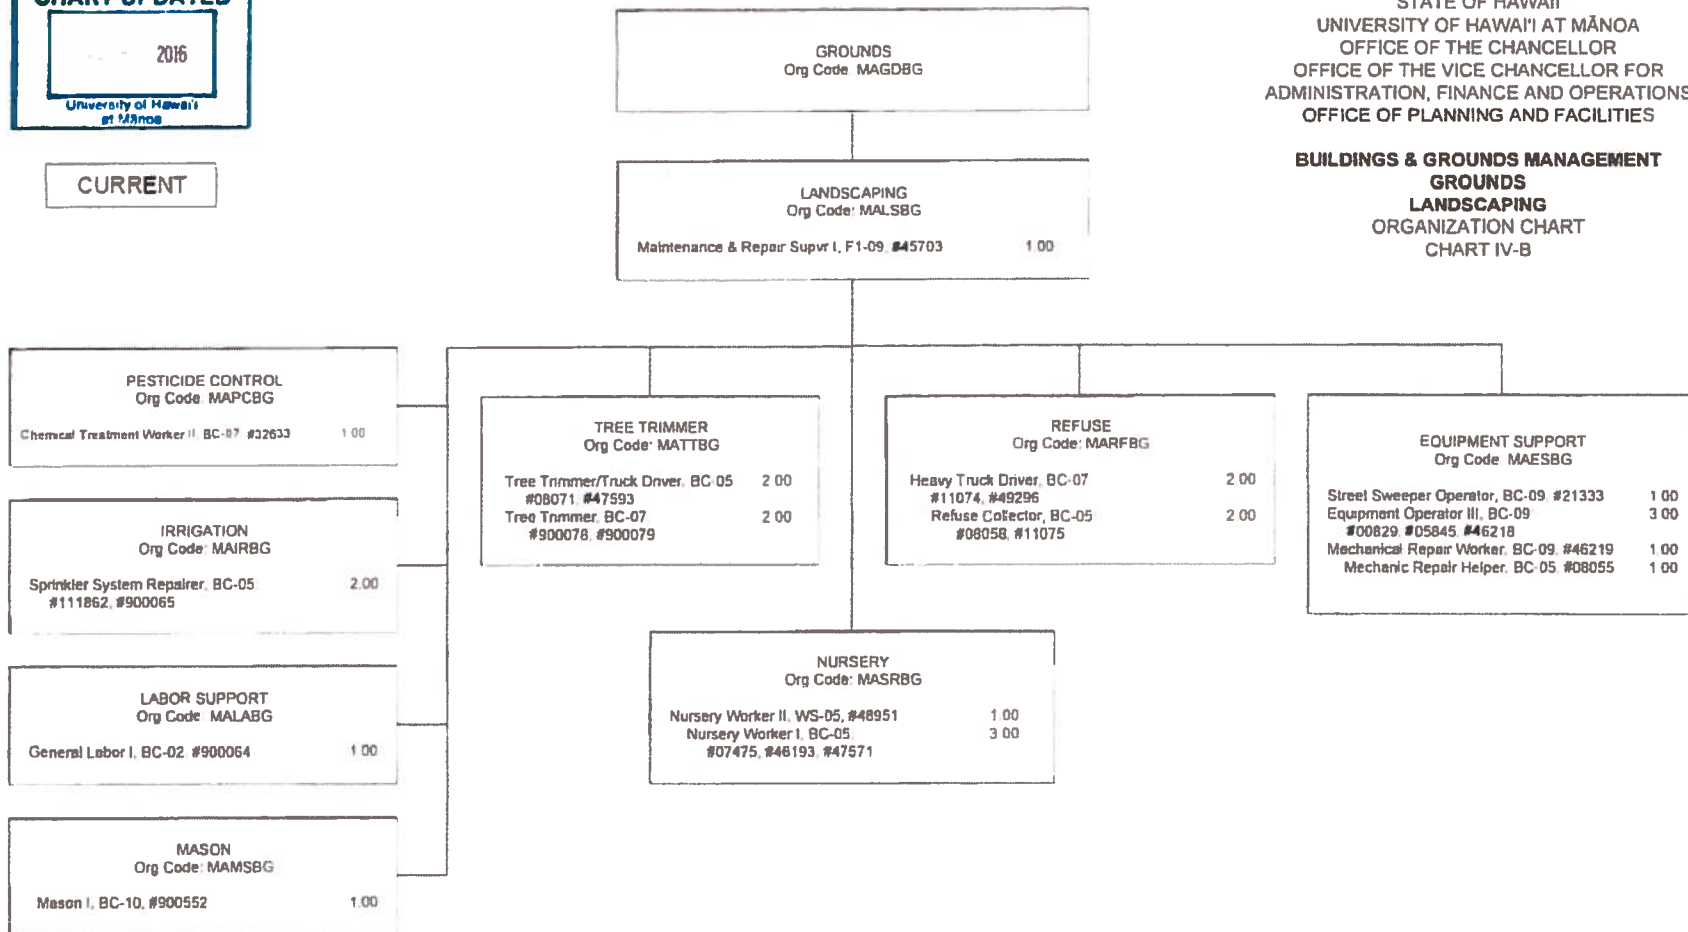 CHART UPDATED
2016
University of Hawai'i
at Mānoa
CURRENT
STATE OF HAWAII
UNIVERSITY OF HAWAI'I AT MĀNOA
OFFICE OF THE CHANCELLOR
OFFICE OF THE VICE CHANCELLOR FOR
ADMINISTRATION, FINANCE AND OPERATIONS
OFFICE OF PLANNING AND FACILITIES
BUILDINGS & GROUNDS MANAGEMENT
GROUNDS
LANDSCAPING
ORGANIZATION CHART
CHART IV-B
GROUNDS
Org Code: MAGDBG
LANDSCAPING
Org Code: MALSBG
Maintenance & Repair Supvr I, F1-09, #45703 1.00
PESTICIDE CONTROL
Org Code: MAPCBG
Chemical Treatment Worker II, BC-07, #32633 1.00
IRRIGATION
Org Code: MAIRBG
Sprinkler System Repairer, BC-05 2.00
#111862, #900065
LABOR SUPPORT
Org Code: MALABG
General Labor I, BC-02, #900064 1.00
MASON
Org Code: MAMSBG
Mason I, BC-10, #900552 1.00
TREE TRIMMER
Org Code: MATTBG
Tree Trimmer/Truck Driver, BC-05 2.00
#08071, #47593
Tree Trimmer, BC-07 2.00
#900078, #900079
NURSERY
Org Code: MASRBG
Nursery Worker II, WS-05, #48951 1.00
Nursery Worker I, BC-05 3.00
#07475, #46193, #47571
REFUSE
Org Code: MARFBG
Heavy Truck Driver, BC-07 2.00
#11074, #49296
Refuse Collector, BC-05 2.00
#08058, #11075
EQUIPMENT SUPPORT
Org Code: MAESBG
Street Sweeper Operator, BC-09, #21333 1.00
Equipment Operator III, BC-09 3.00
#00829, #05845, #46218
Mechanical Repair Worker, BC-09, #46219 1.00
Mechanic Repair Helper, BC-05, #08055 1.00